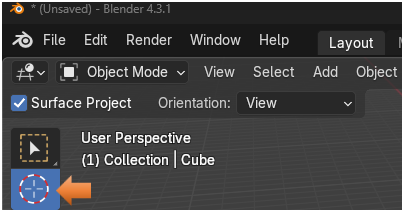 * (Unsaved) - Blender 4.3.1
File Edit Render Window Help Layout
Object Mode View Select Add Object
Surface Project Orientation: View
User Perspective
(1) Collection | Cube